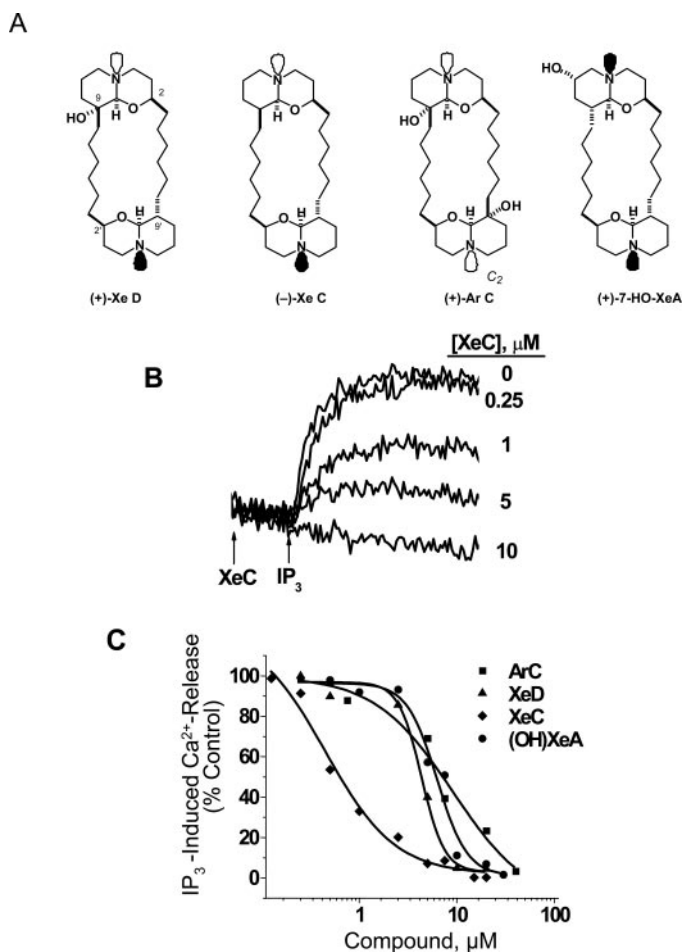 A
N
HO
9
H
O
2
H
2'
O
9'
N
(+)-Xe D
N
H
O
H
O
N
(–)-Xe C
N
HO
H
O
H
O
OH
N
C₂
(+)-Ar C
HO
N
H
O
H
O
N
(+)-7-HO-XeA
B
[XeC], μM
0
0.25
1
5
10
XeC
IP₃
C
IP₃ -Induced Ca²⁺-Release
(% Control)
100
80
60
40
20
0
1
10
100
Compound, μM
ArC
XeD
XeC
(OH)XeA